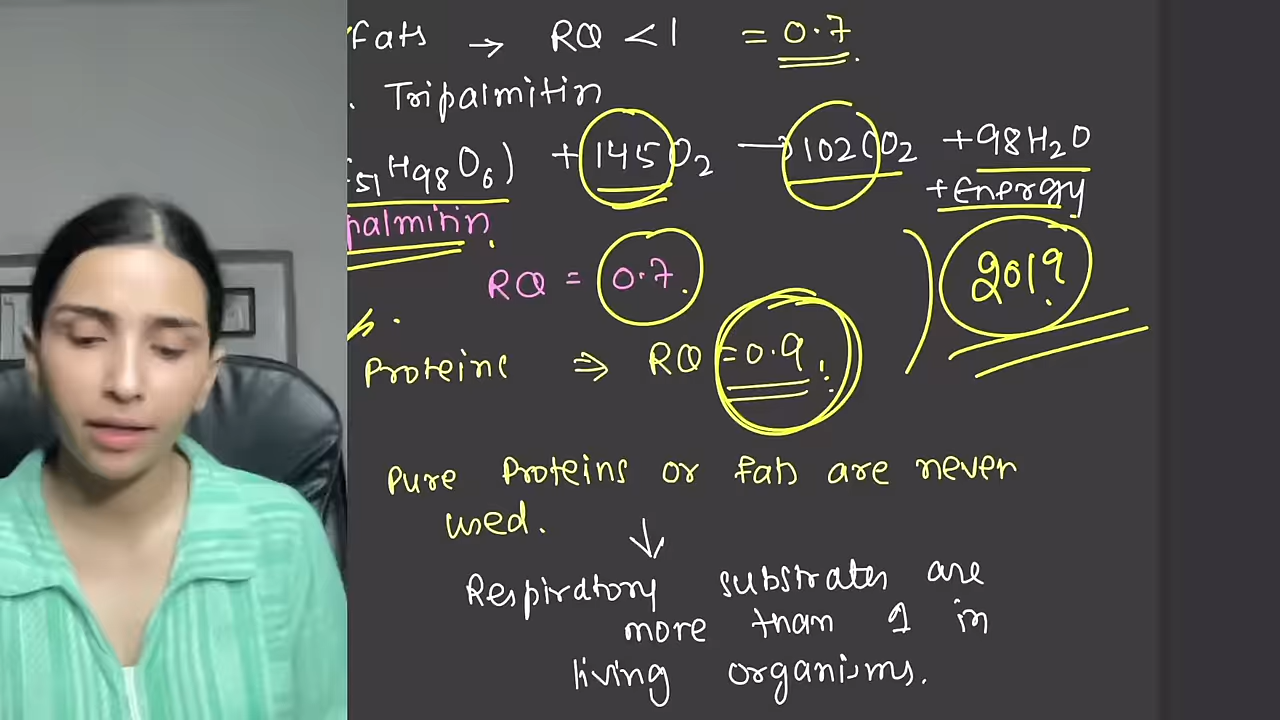 Fats → RQ < 1 = 0.7.
. Tripalmitin
51H98O6) + 145O2 → 102CO2 + 98H2O
+ Energy
palmitin.
RQ = 0.7.
2019
Proteins ⇒ RQ = 0.9.
Pure Proteins or fats are never
used.
↓
Respiratory substrates are
more than 1 in
living organisms.